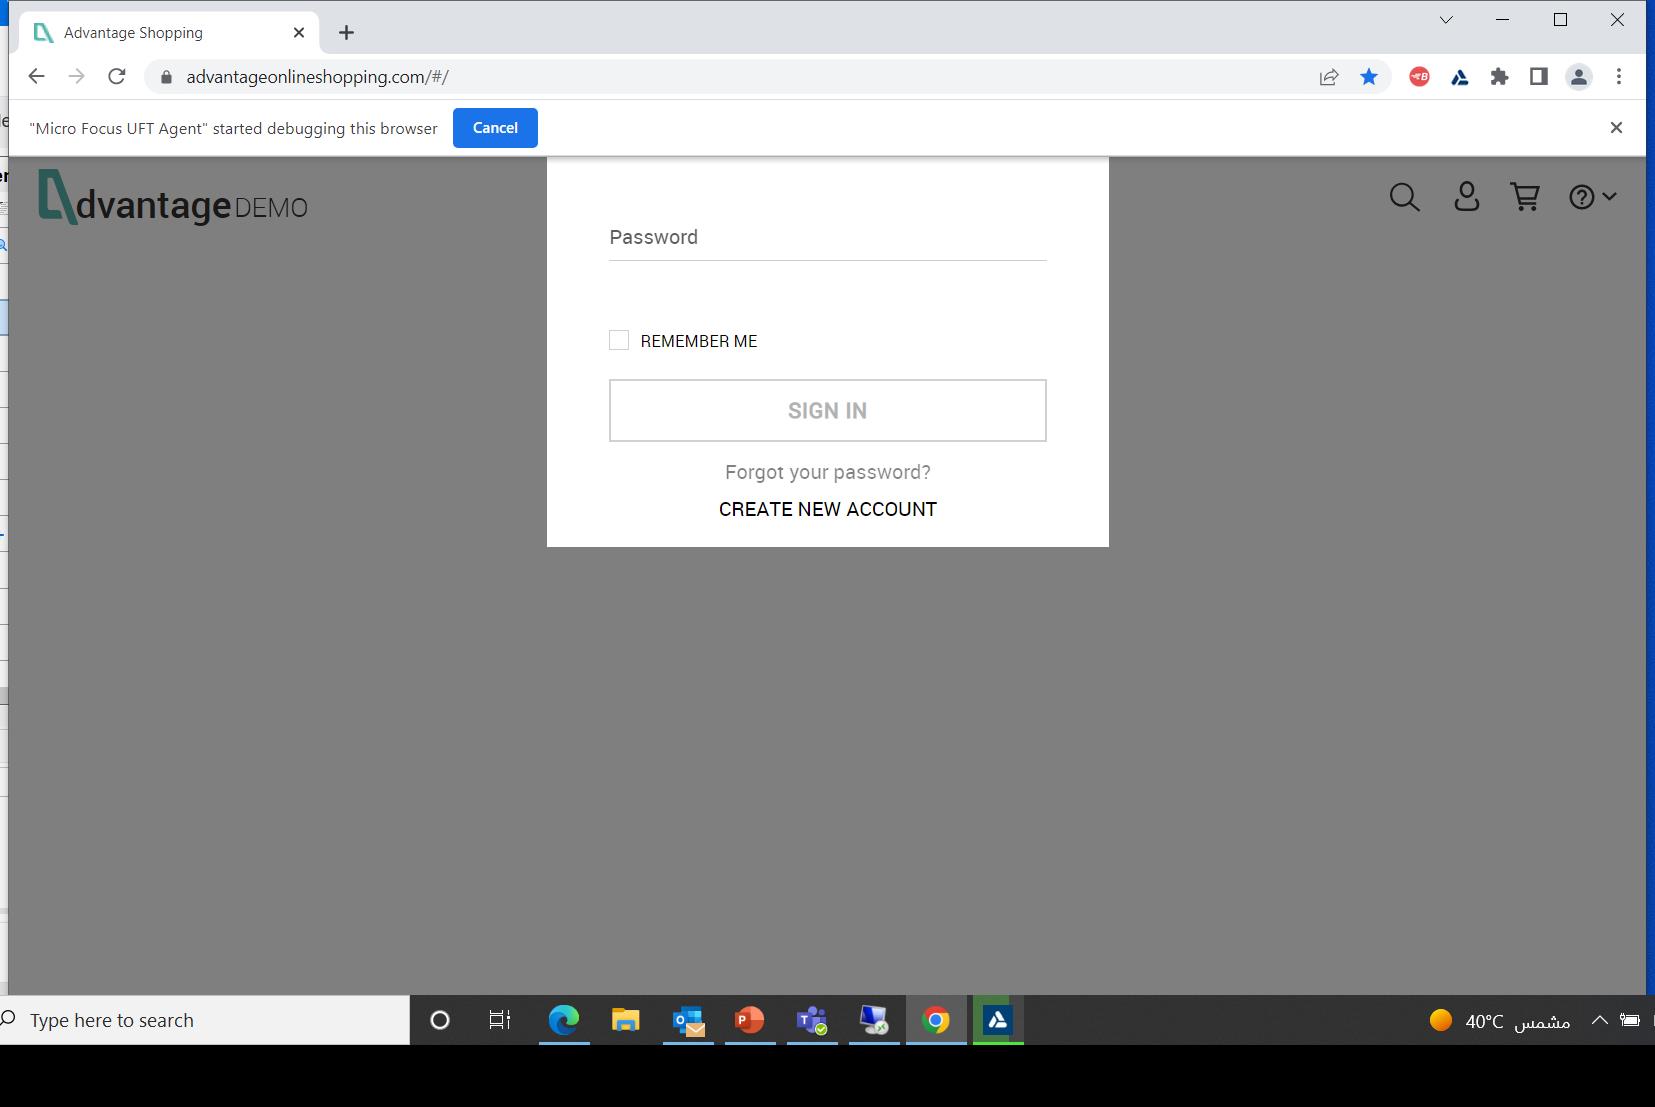 Advantage Shopping
advantageonlineshopping.com/#/
"Micro Focus UFT Agent" started debugging this browser
Cancel
dvantage DEMO
Password
REMEMBER ME
SIGN IN
Forgot your password?
CREATE NEW ACCOUNT
Type here to search
40°C مشمس